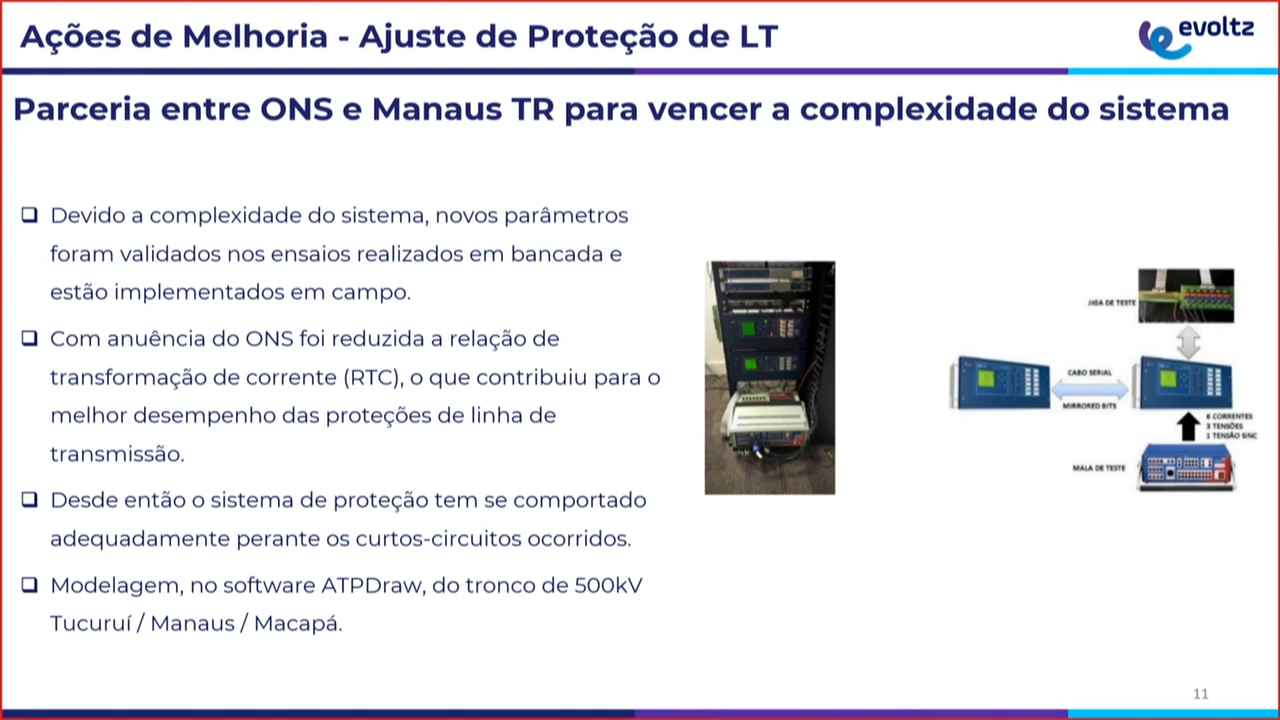 Ações de Melhoria - Ajuste de Proteção de LT
evoltz
Parceria entre ONS e Manaus TR para vencer a complexidade do sistema
Devido a complexidade do sistema, novos parâmetros
foram validados nos ensaios realizados em bancada e
estão implementados em campo.
Com anuência do ONS foi reduzida a relação de
transformação de corrente (RTC), o que contribuiu para o
melhor desempenho das proteções de linha de
transmissão.
Desde então o sistema de proteção tem se comportado
adequadamente perante os curtos-circuitos ocorridos.
Modelagem, no software ATPDraw, do tronco de 500kV
Tucuruí / Manaus / Macapá.
JIGA DE TESTE
CABO SERIAL
MIRRORED BITS
6 CORRENTES
3 TENSÕES
1 TENSÃO SINC
MALA DE TESTE
11